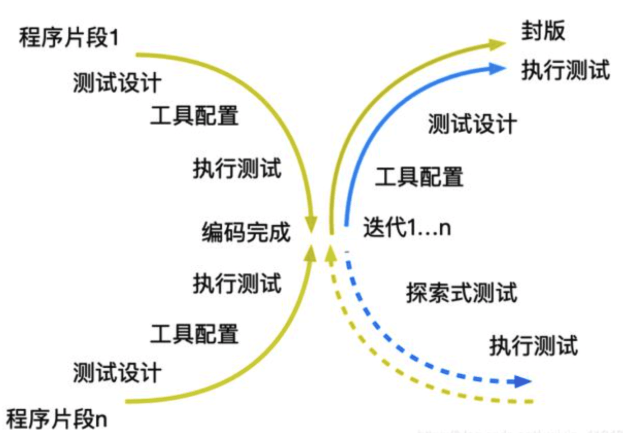 程序片段1
测试设计
工具配置
执行测试
编码完成
执行测试
工具配置
测试设计
程序片段n
封版
执行测试
测试设计
工具配置
迭代1...n
探索式测试
执行测试